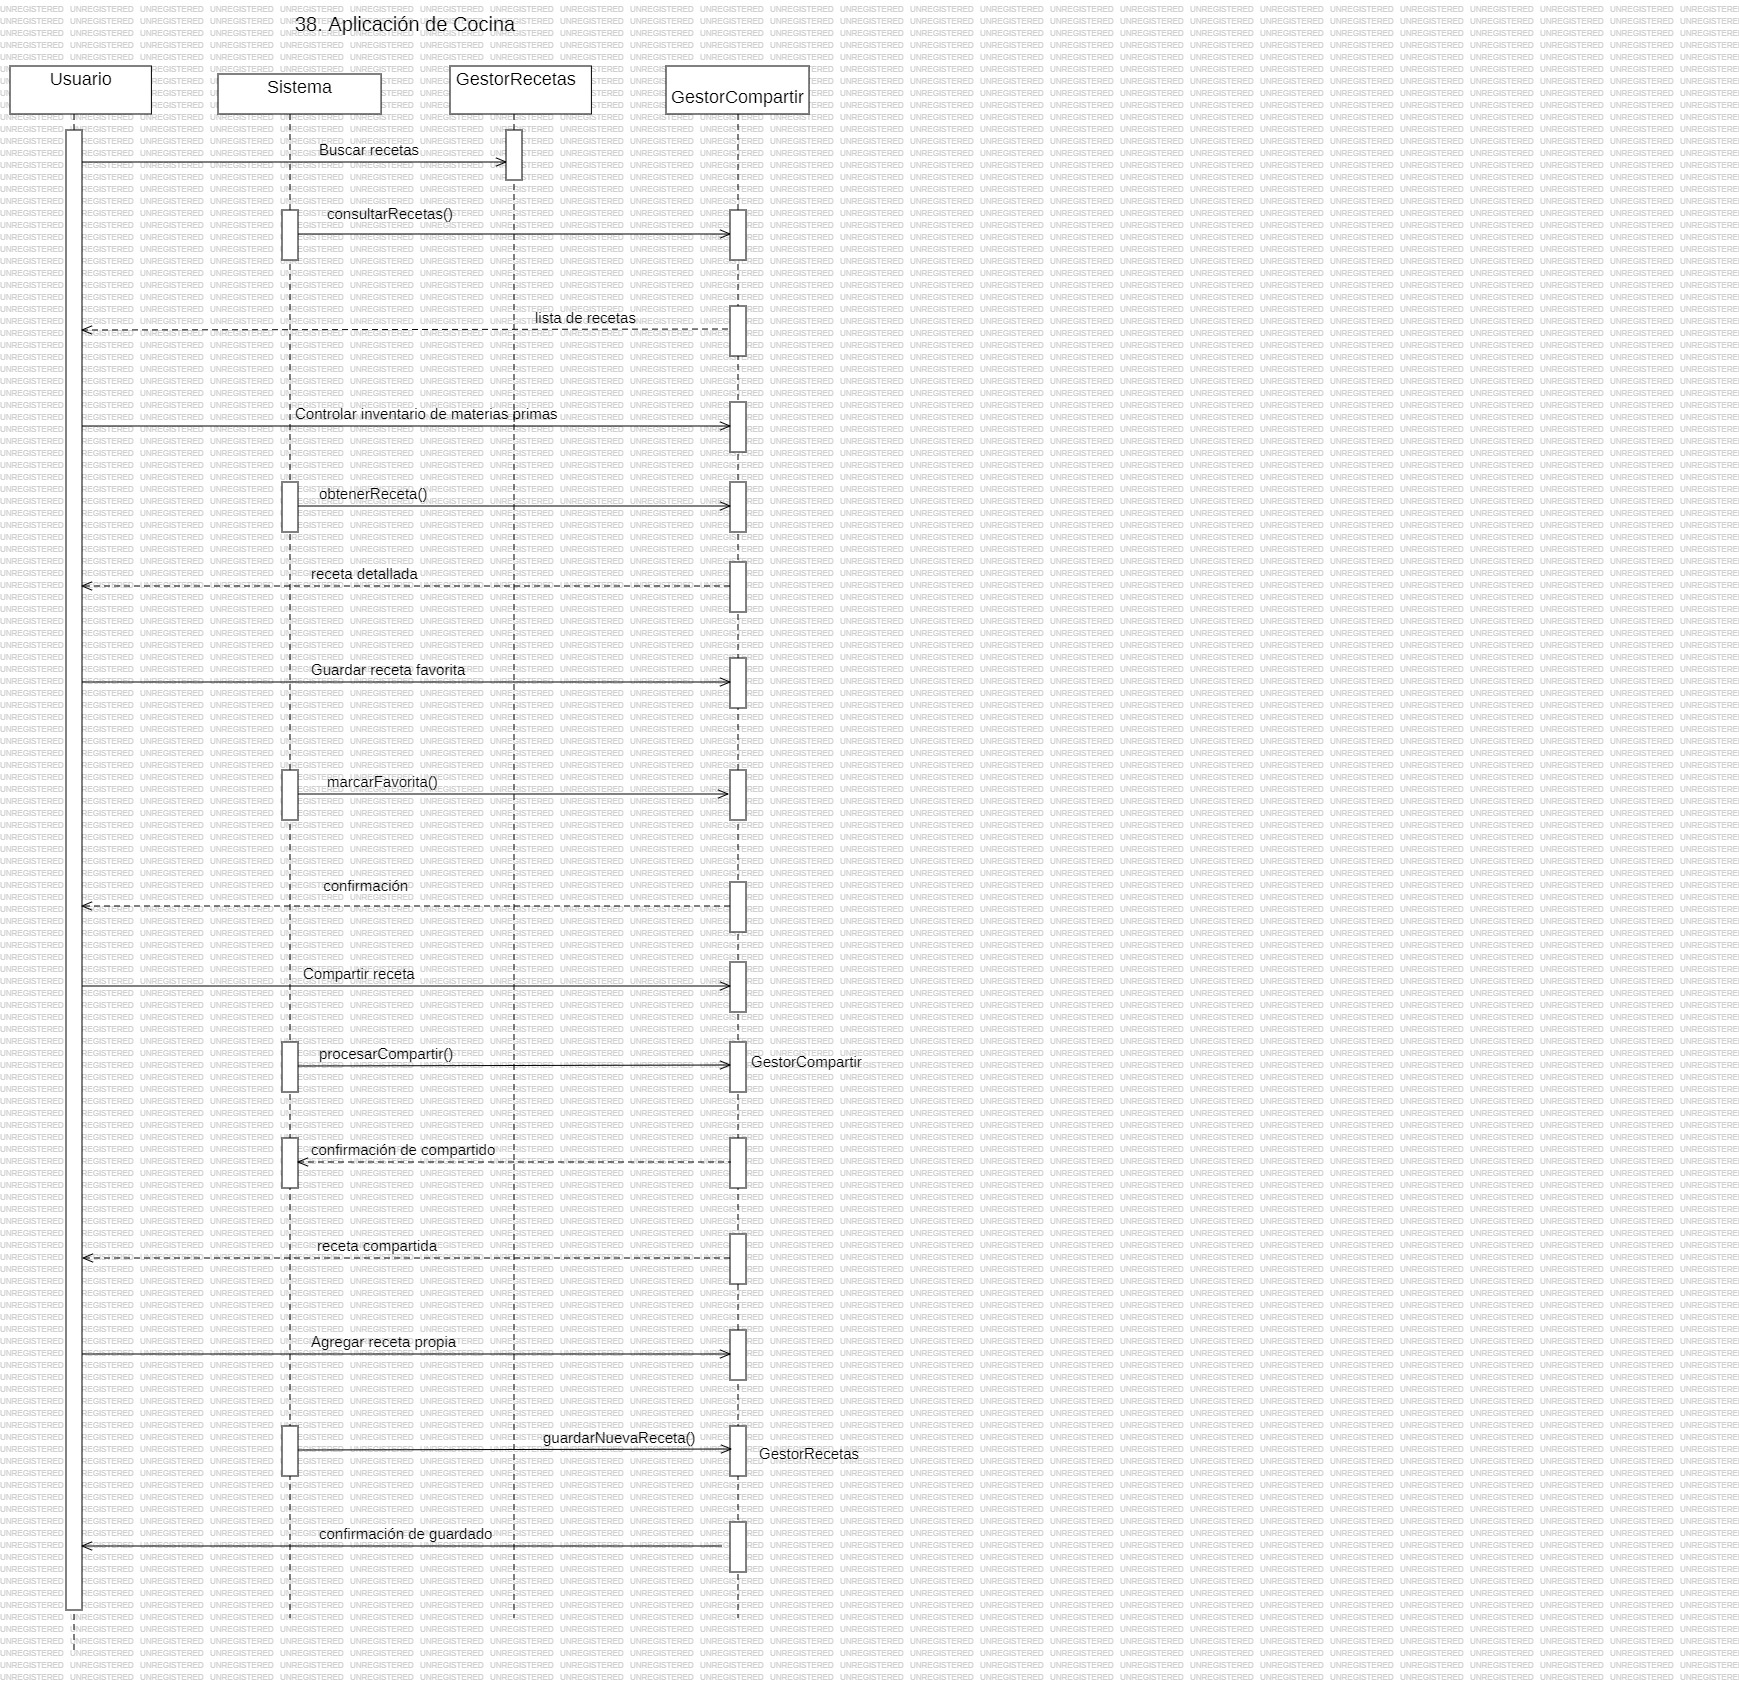 38. Aplicación de Cocina
Usuario
Sistema
GestorRecetas
GestorCompartir
Buscar recetas
consultarRecetas()
lista de recetas
Controlar inventario de materias primas
obtenerReceta()
receta detallada
Guardar receta favorita
marcarFavorita()
confirmación
Compartir receta
procesarCompartir()
GestorCompartir
confirmación de compartido
receta compartida
Agregar receta propia
guardarNuevaReceta()
GestorRecetas
confirmación de guardado
UNREGISTERED